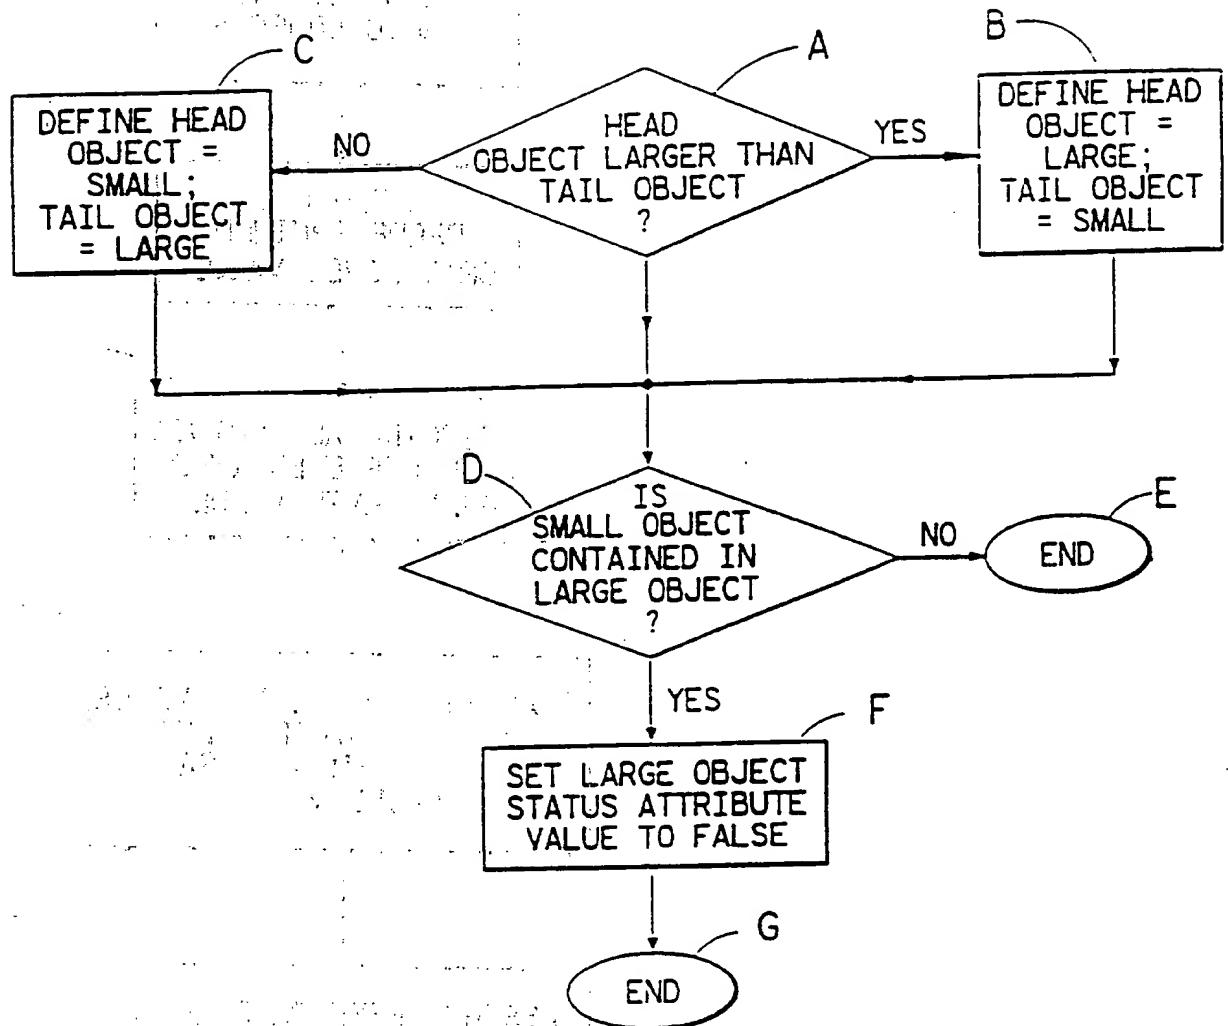 C
A
B
DEFINE HEAD
OBJECT =
SMALL;
TAIL OBJECT
= LARGE
NO
HEAD
OBJECT LARGER THAN
TAIL OBJECT
?
YES
DEFINE HEAD
OBJECT =
LARGE;
TAIL OBJECT
= SMALL
D
IS
SMALL OBJECT
CONTAINED IN
LARGE OBJECT
?
NO
E
END
YES
F
SET LARGE OBJECT
STATUS ATTRIBUTE
VALUE TO FALSE
G
END